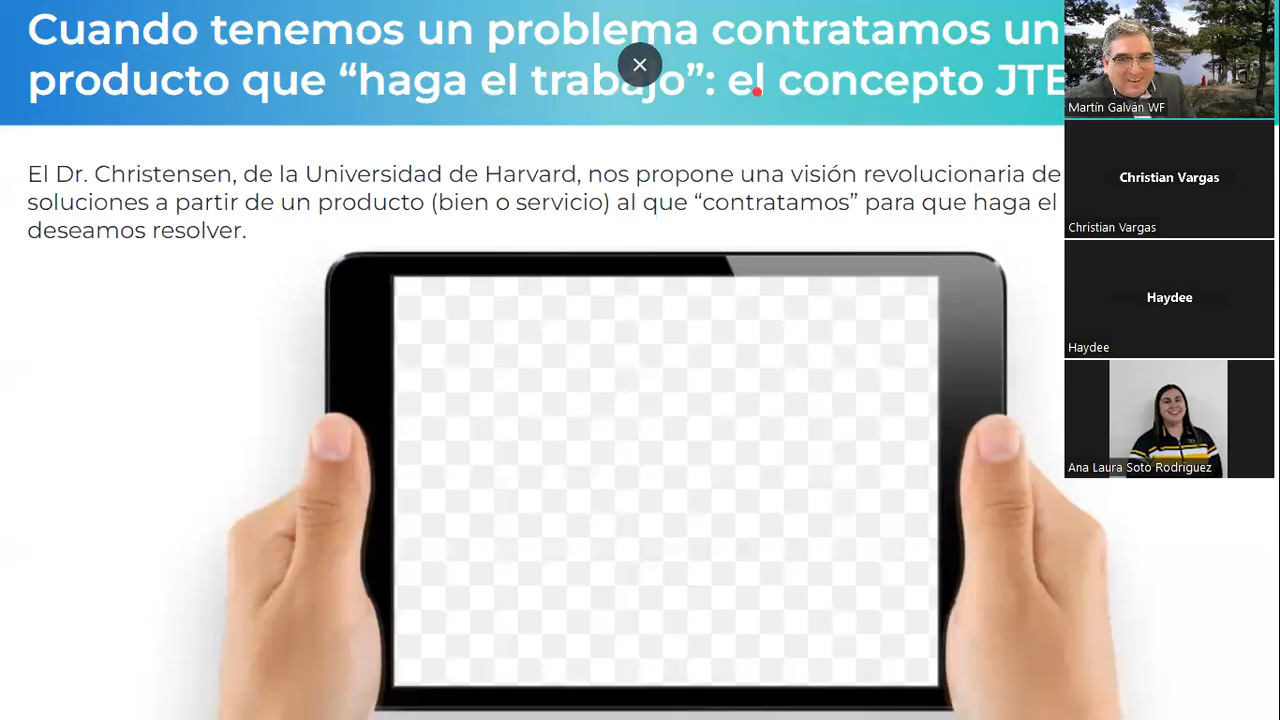 Cuando tenemos un problema contratamos un
producto que “haga el trabajo”: el concepto JTB
El Dr. Christensen, de la Universidad de Harvard, nos propone una visión revolucionaria de
soluciones a partir de un producto (bien o servicio) al que “contratamos” para que haga el
deseamos resolver.
Martín Galván WF
Christian Vargas
Christian Vargas
Haydee
Haydee
Ana Laura Soto Rodriguez